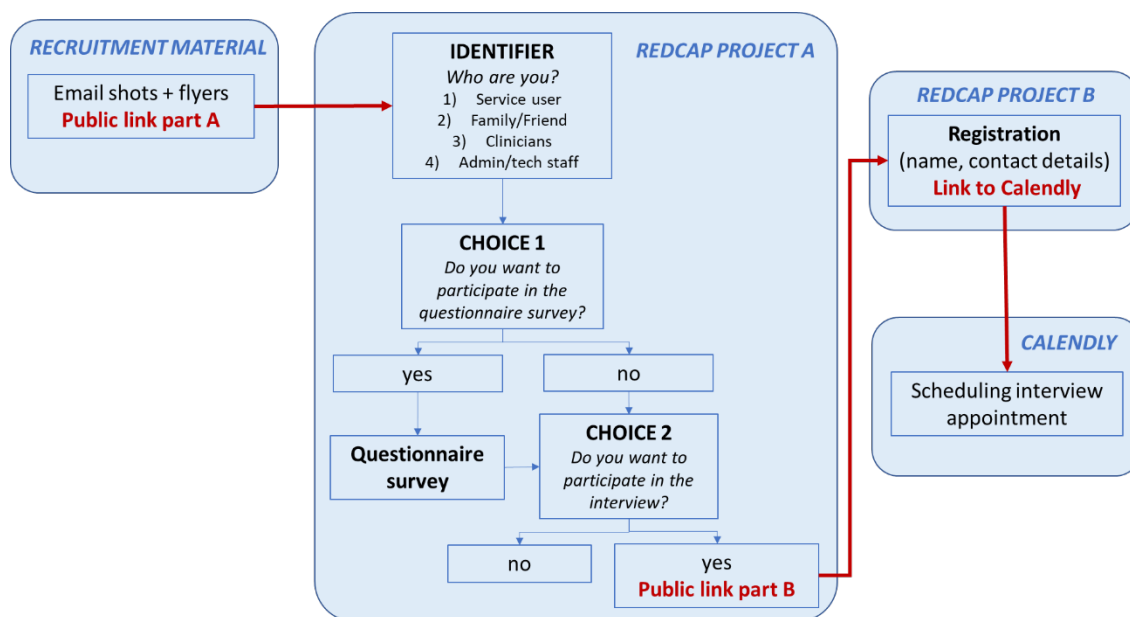 RECRUITMENT MATERIAL
Email shots + flyers
Public link part A
REDCAP PROJECT A
IDENTIFIER
Who are you?
1) Service user
2) Family/Friend
3) Clinicians
4) Admin/tech staff
CHOICE 1
Do you want to
participate in the
questionnaire survey?
yes
no
Questionnaire
survey
CHOICE 2
Do you want to
participate in the
interview?
no
yes
Public link part B
REDCAP PROJECT B
Registration
(name, contact details)
Link to Calendly
CALENDLY
Scheduling interview
appointment